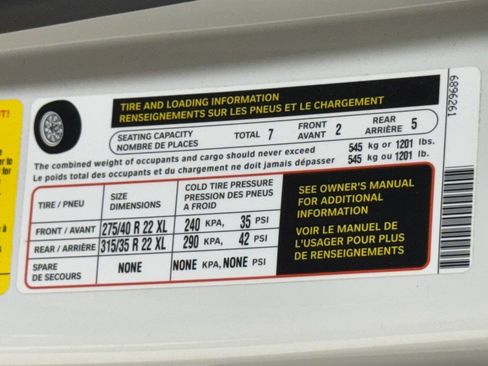 TIRE AND LOADING INFORMATION
RENSEIGNEMENTS SUR LES PNEUS ET LE CHARGEMENT
SEATING CAPACITY
NOMBRE DE PLACES
TOTAL 7
FRONT
AVANT 2
REAR
ARRIÈRE 5
The combined weight of occupants and cargo should never exceed 545 kg or 1201 lbs.
Le poids total des occupants et du chargement ne doit jamais dépasser 545 kg ou 1201 lb.
TIRE / PNEU
SIZE
DIMENSIONS
COLD TIRE PRESSURE
PRESSION DES PNEUS
A FROID
FRONT / AVANT 275/40 R 22 XL 240 KPA, 35 PSI
REAR / ARRIÈRE 315/35 R 22 XL 290 KPA, 42 PSI
SPARE
DE SECOURS
NONE NONE KPA, NONE PSI
SEE OWNER'S MANUAL
FOR ADDITIONAL
INFORMATION
VOIR LE MANUEL DE
L'USAGER POUR PLUS
DE RENSEIGNEMENTS
68962621